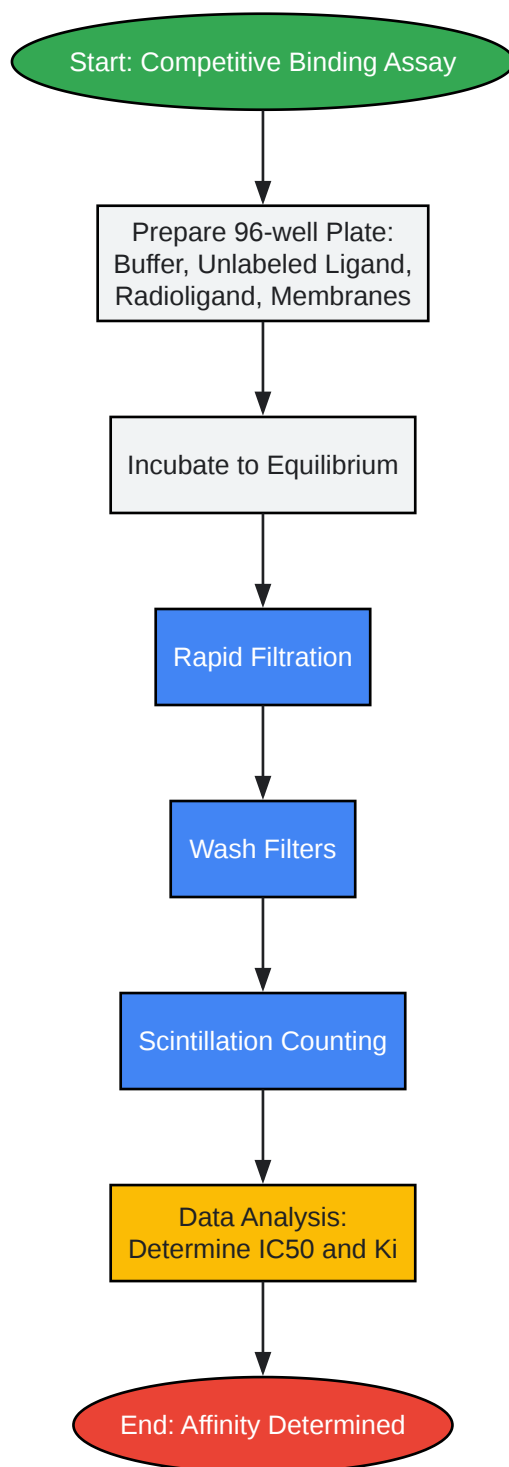 Start: Competitive Binding Assay
Prepare 96-well Plate:
Buffer, Unlabeled Ligand,
Radioligand, Membranes
Incubate to Equilibrium
Rapid Filtration
Wash Filters
Scintillation Counting
Data Analysis:
Determine IC50 and Ki
End: Affinity Determined